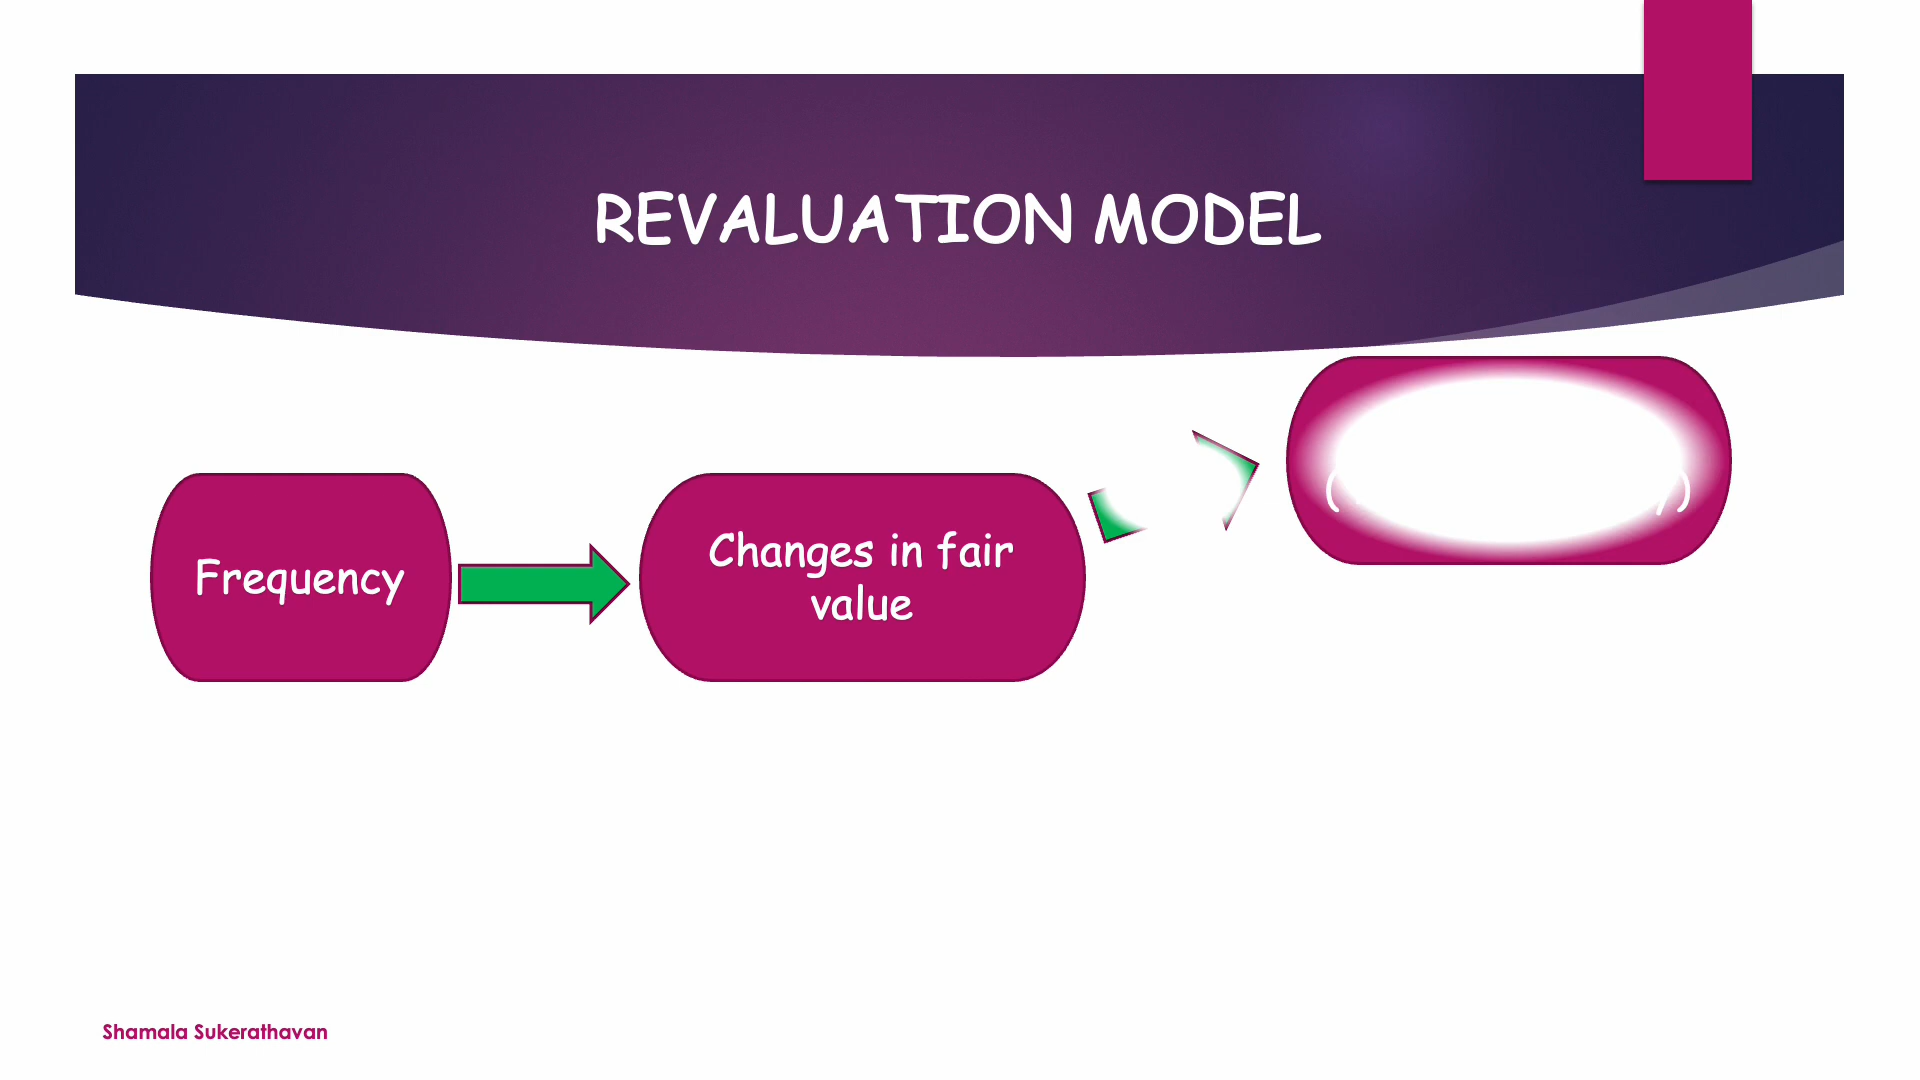 REVALUATION MODEL
Frequency
Changes in fair
value
Shamala Sukerathavan